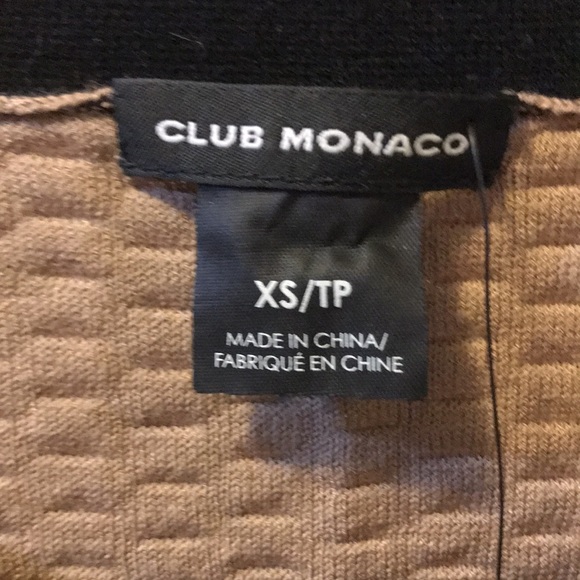 CLUB MONACO
XS/TP
MADE IN CHINA/
FABRIQUÉ EN CHINE